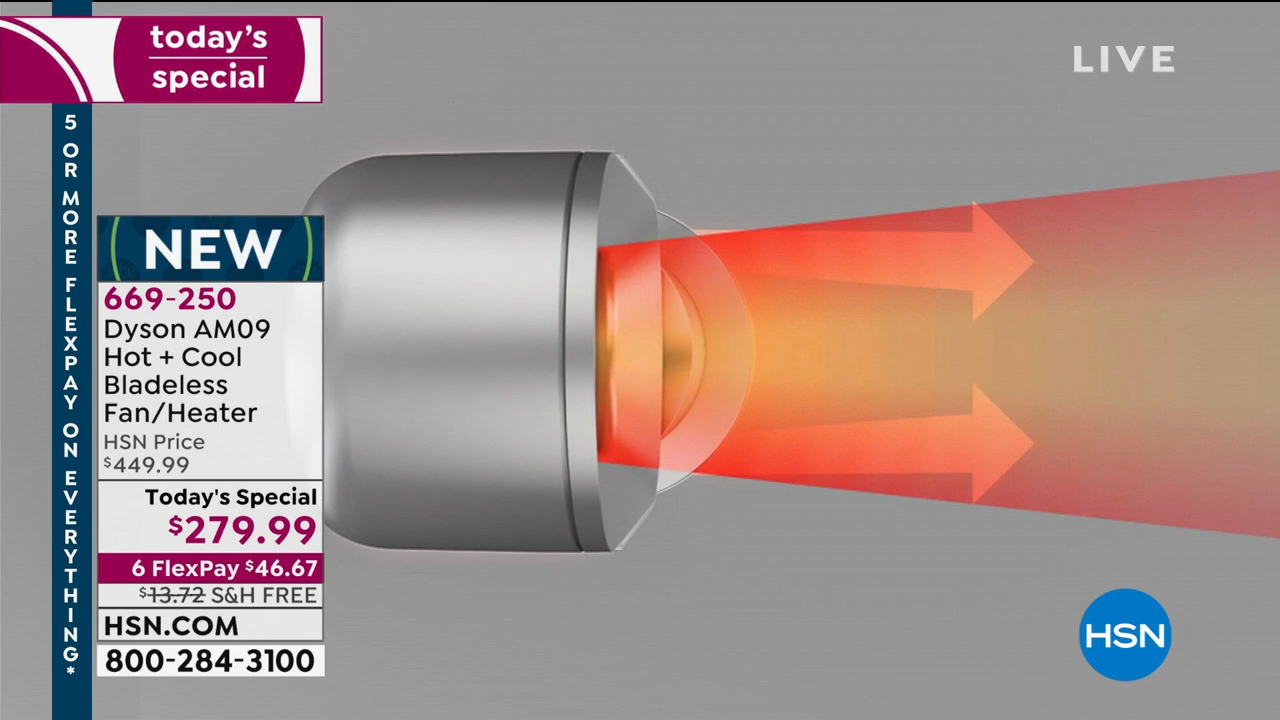 today's
special
LIVE
5 OR MORE FLEXPAY ON EVERYTHING*
NEW
669-250
Dyson AM09
Hot + Cool
Bladeless
Fan/Heater
HSN Price
$449.99
Today's Special
$279.99
6 FlexPay $46.67
$13.72 S&H FREE
HSN.COM
800-284-3100
HSN